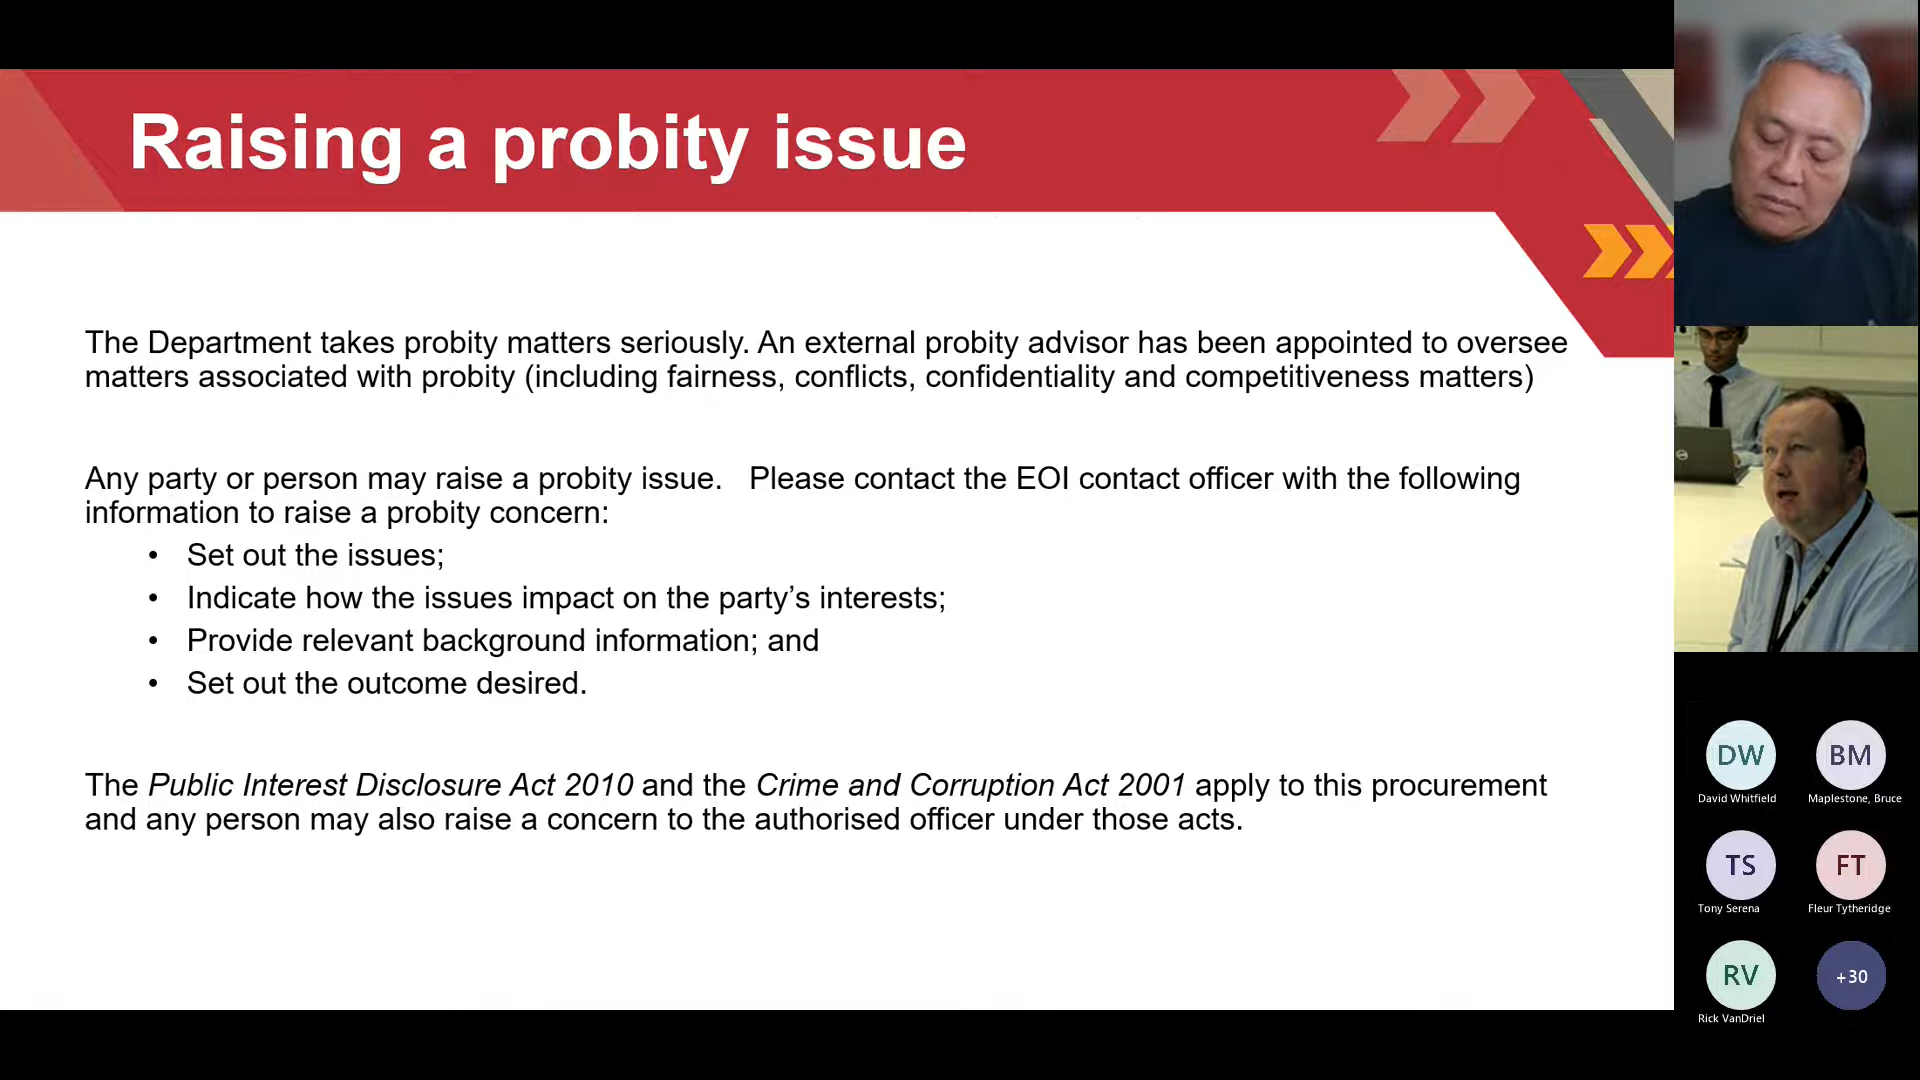 Raising a probity issue
The Department takes probity matters seriously. An external probity advisor has been appointed to oversee
matters associated with probity (including fairness, conflicts, confidentiality and competitiveness matters)
Any party or person may raise a probity issue.   Please contact the EOI contact officer with the following
information to raise a probity concern:
• Set out the issues;
• Indicate how the issues impact on the party’s interests;
• Provide relevant background information; and
• Set out the outcome desired.
The Public Interest Disclosure Act 2010 and the Crime and Corruption Act 2001 apply to this procurement
and any person may also raise a concern to the authorised officer under those acts.
DW BM
David Whitfield Maplestone, Bruce
TS FT
Tony Serena Fleur Tytheridge
RV +30
Rick VanDriel